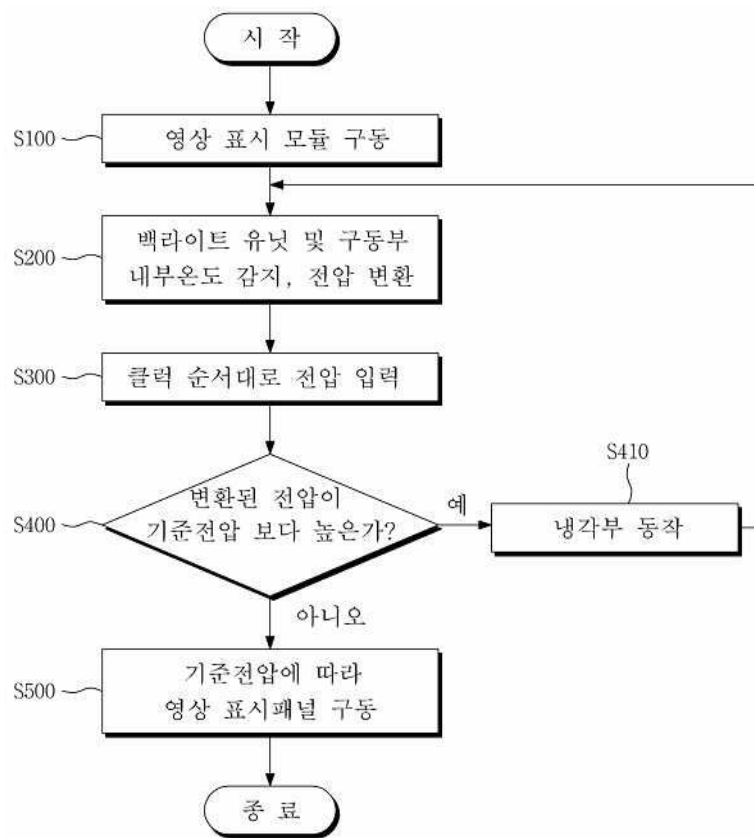 시 작
S100
영상 표시 모듈 구동
S200
백라이트 유닛 및 구동부
내부온도 감지, 전압 변환
S300
클럭 순서대로 전압 입력
S400
변환된 전압이
기준전압 보다 높은가?
예
S410
냉각부 동작
아니오
S500
기준전압에 따라
영상 표시패널 구동
종 료